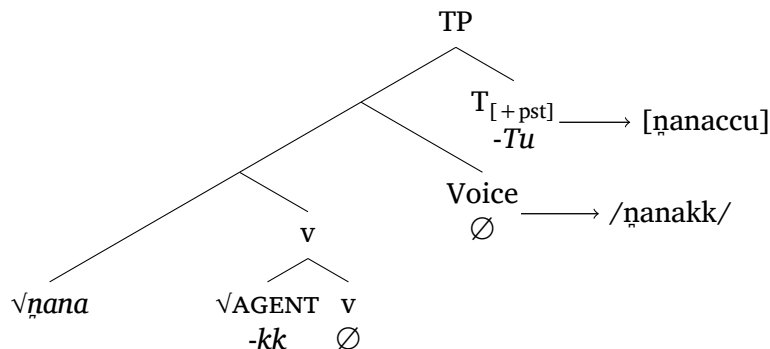 TP
T[+pst]
-Tu
[n̪anaccu]
Voice
∅
/n̪anakk/
v
√n̪ana
√AGENT
v
-kk
∅